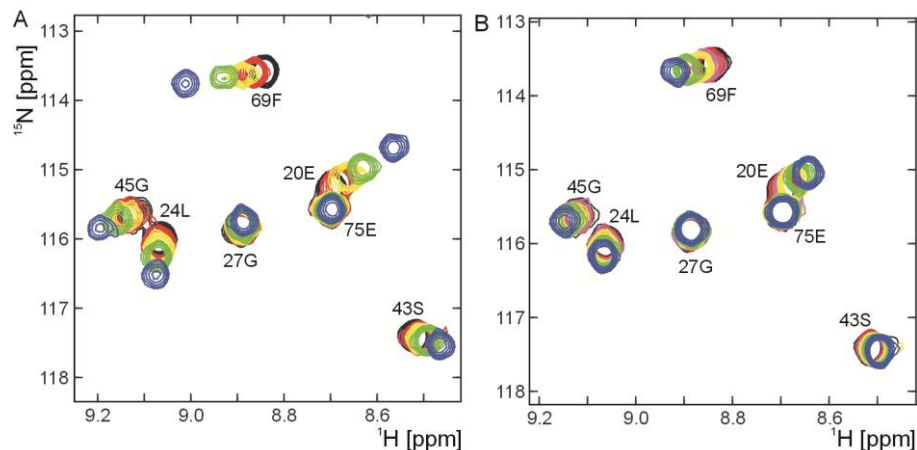 A
113
114
115
116
117
118
¹⁵N [ppm]
69F
20E
45G
24L
27G
75E
43S
9.2
9.0
8.8
8.6
¹H [ppm]
B
113
114
115
116
117
118
69F
20E
45G
24L
27G
75E
43S
9.2
9.0
8.8
8.6
¹H [ppm]